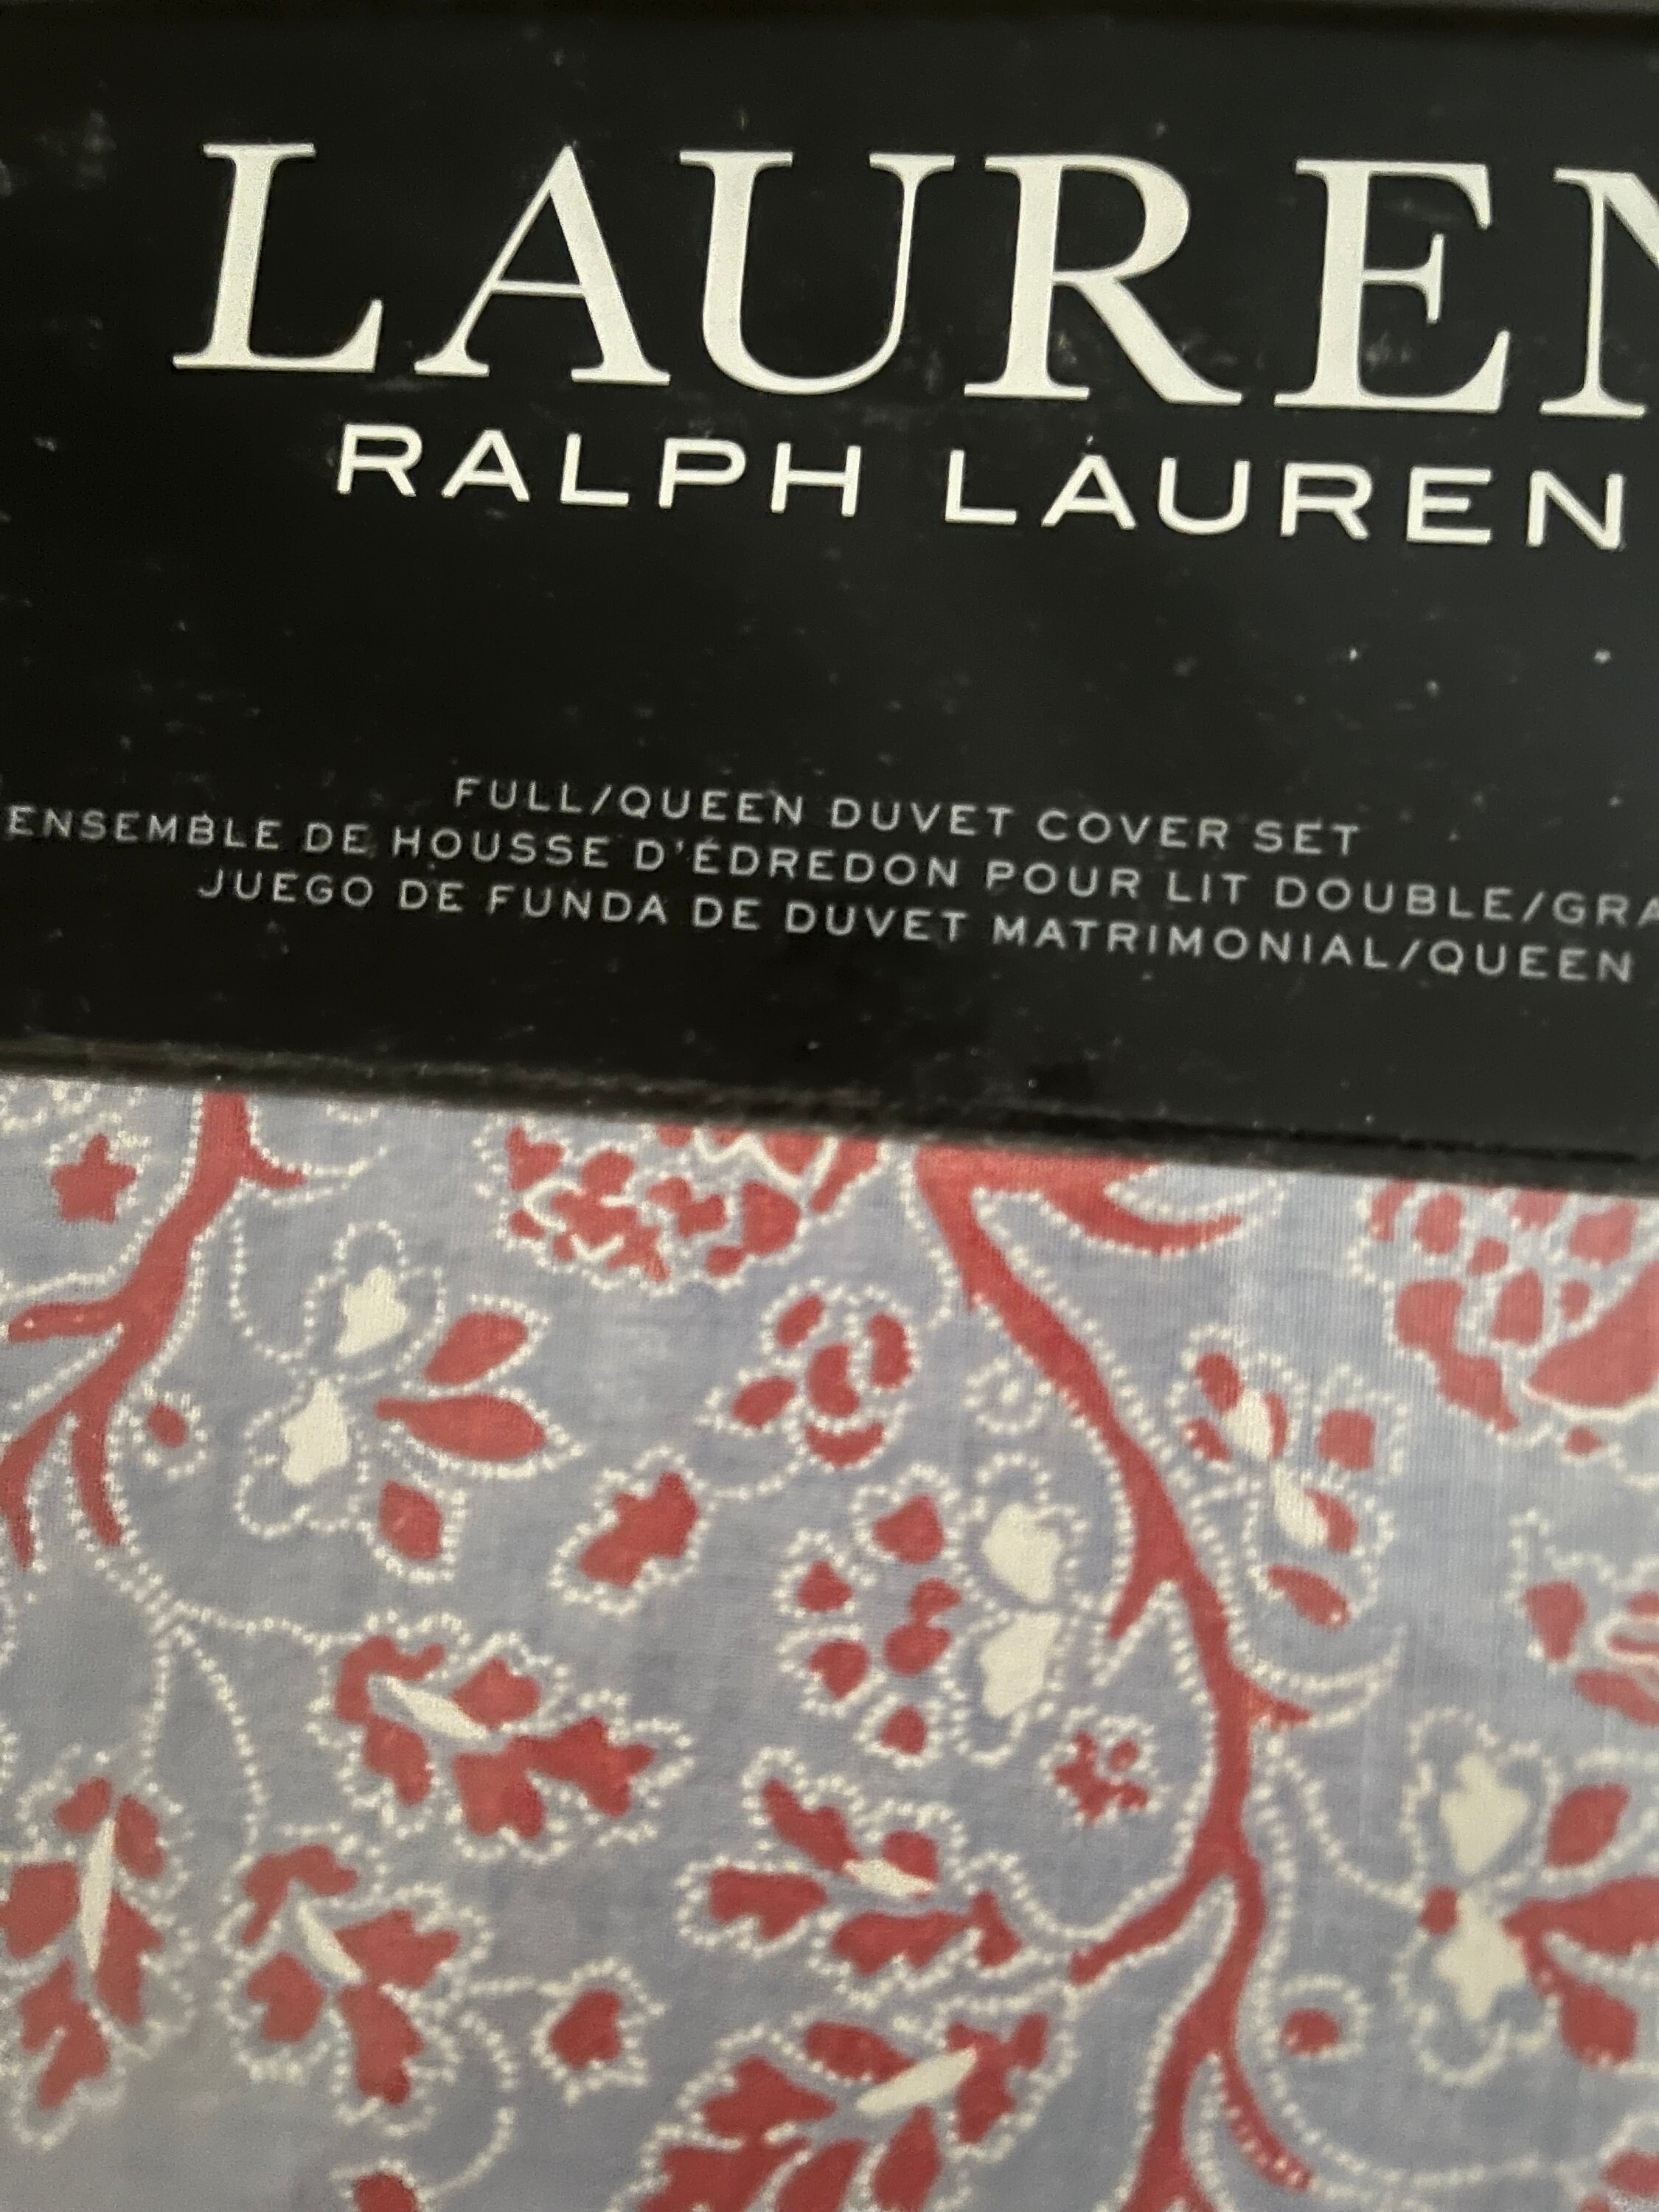 LAUREN
RALPH LAUREN
FULL/QUEEN DUVET COVER SET
ENSEMBLE DE HOUSSE D'ÉDREDON POUR LIT DOUBLE/GRA
JUEGO DE FUNDA DE DUVET MATRIMONIAL/QUEEN